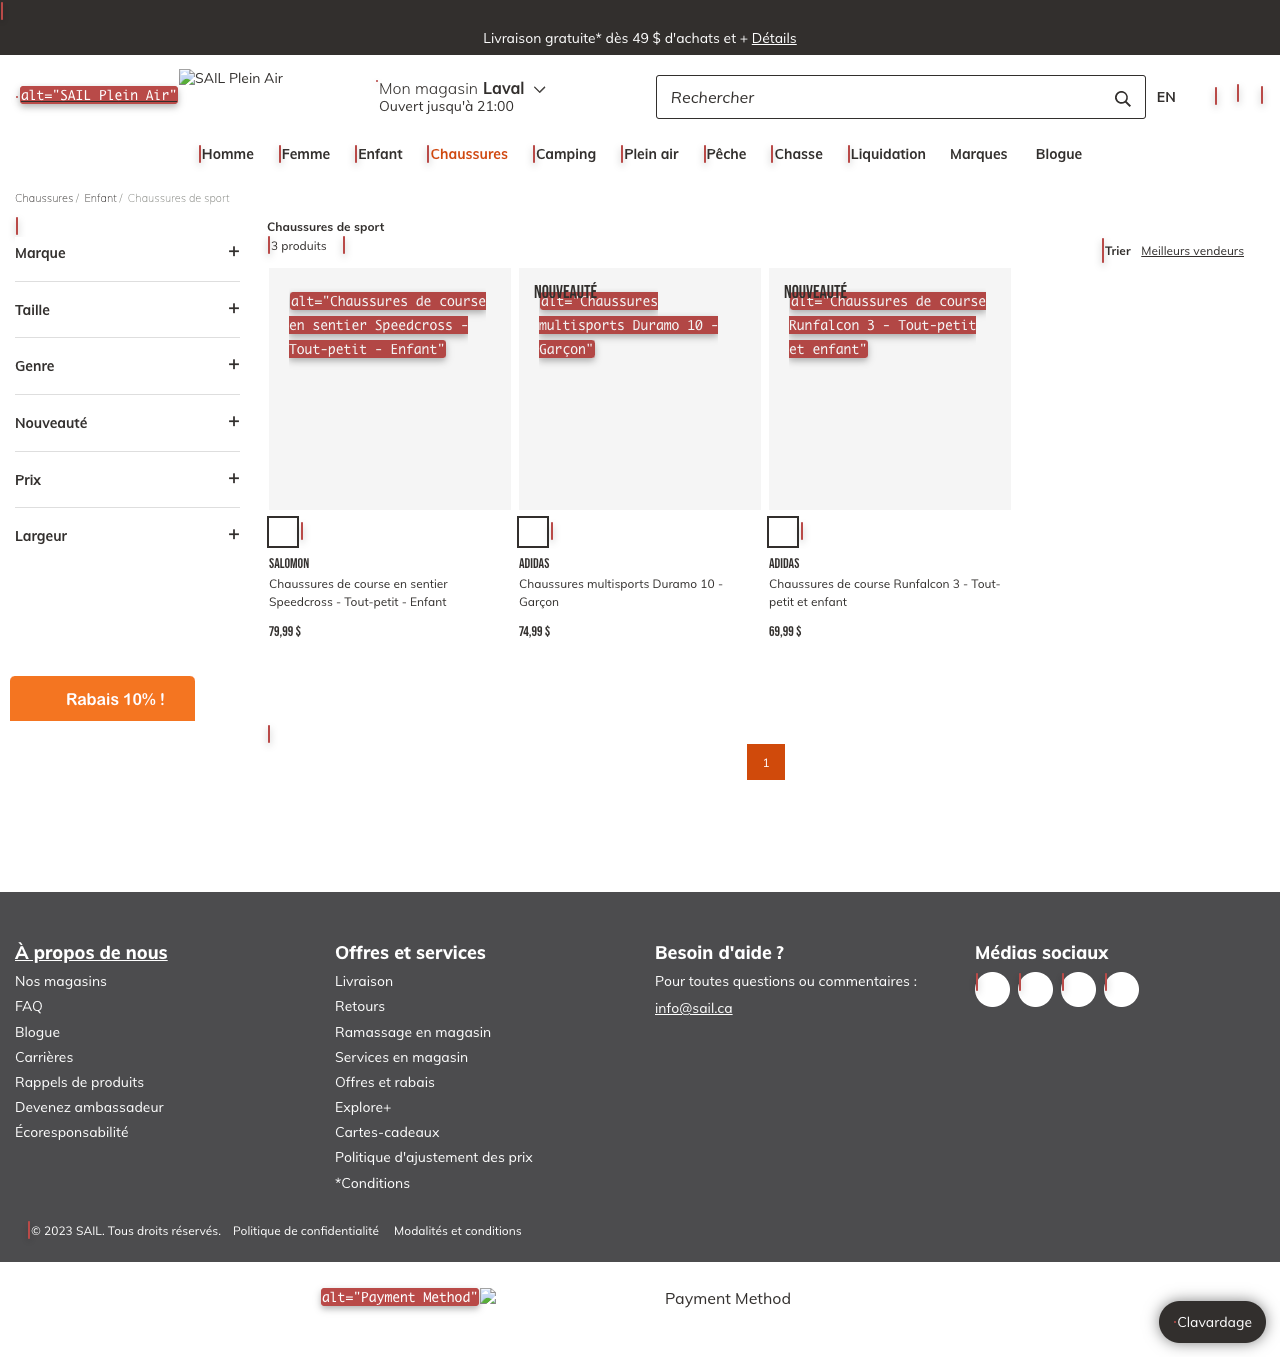 Livraison gratuite* dès 49 $ d'achats et + Détails
alt="SAIL Plein Air"
SAIL Plein Air
Mon magasin Laval
Ouvert jusqu'à 21:00
Rechercher
EN
Homme
Femme
Enfant
Chaussures
Camping
Plein air
Pêche
Chasse
Liquidation
Marques
Blogue
Chaussures / Enfant / Chaussures de sport
Marque +
Taille +
Genre +
Nouveauté +
Prix +
Largeur +
Chaussures de sport
3 produits
Trier Meilleurs vendeurs
alt="Chaussures de course
en sentier Speedcross -
Tout-petit - Enfant"
SALOMON
Chaussures de course en sentier
Speedcross - Tout-petit - Enfant
79,99 $
NOUVEAUTÉ
alt="Chaussures
multisports Duramo 10 -
Garçon"
ADIDAS
Chaussures multisports Duramo 10 -
Garçon
74,99 $
NOUVEAUTÉ
alt="Chaussures de course
Runfalcon 3 - Tout-petit
et enfant"
ADIDAS
Chaussures de course Runfalcon 3 - Tout-
petit et enfant
69,99 $
Rabais 10% !
1
À propos de nous
Nos magasins
FAQ
Blogue
Carrières
Rappels de produits
Devenez ambassadeur
Écoresponsabilité
Offres et services
Livraison
Retours
Ramassage en magasin
Services en magasin
Offres et rabais
Explore+
Cartes-cadeaux
Politique d'ajustement des prix
*Conditions
Besoin d'aide ?
Pour toutes questions ou commentaires :
info@sail.ca
Médias sociaux
© 2023 SAIL. Tous droits réservés. Politique de confidentialité Modalités et conditions
alt="Payment Method"
Payment Method
Clavardage